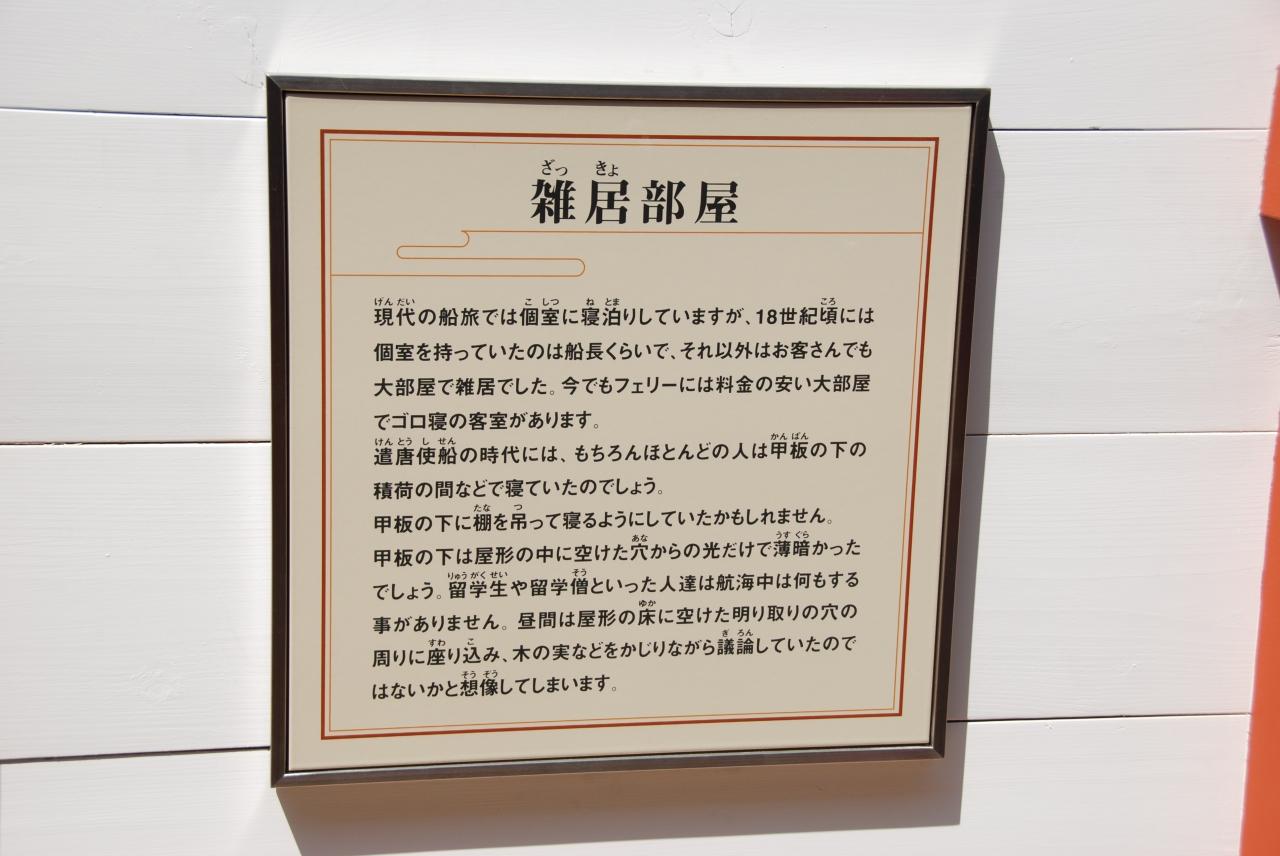 雑居部屋
現代の船旅では個室に寝泊りしていますが、18世紀頃には
個室を持っていたのは船長くらいで、それ以外はお客さんでも
大部屋で雑居でした。今でもフェリーには料金の安い大部屋
でゴロ寝の客室があります。
遣唐使船の時代には、もちろんほとんどの人は甲板の下の
積荷の間などで寝ていたのでしょう。
甲板の下に棚を吊って寝るようにしていたかもしれません。
甲板の下は屋形の中に空けた穴からの光だけで薄暗かった
でしょう。留学生や留学僧といった人達は航海中は何もする
事がありません。昼間は屋形の床に空けた明り取りの穴の
周りに座り込み、木の実などをかじりながら議論していたので
はないかと想像してしまいます。